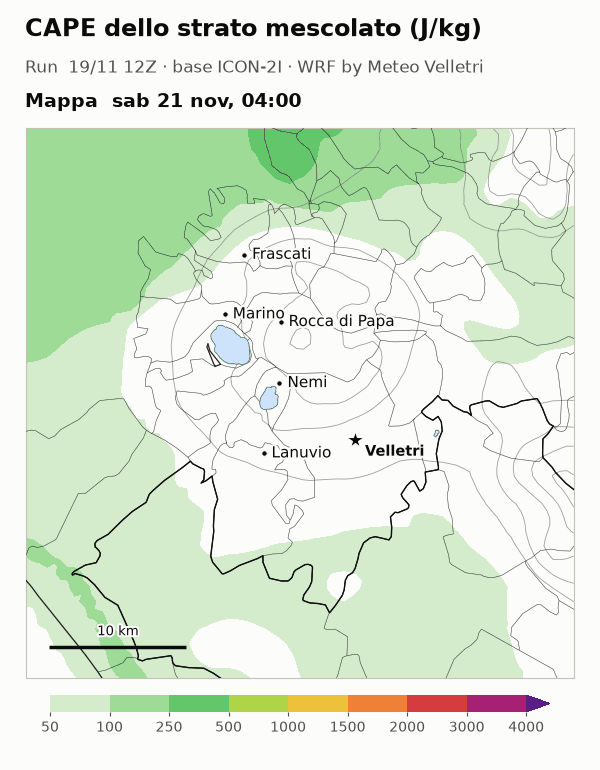 CAPE dello strato mescolato (J/kg)
Run  19/11 12Z · base ICON-2I · WRF by Meteo Velletri
Mappa  sab 21 nov, 04:00
Frascati
Marino
Rocca di Papa
Nemi
Velletri
Lanuvio
10 km
50 100 250 500 1000 1500 2000 3000 4000